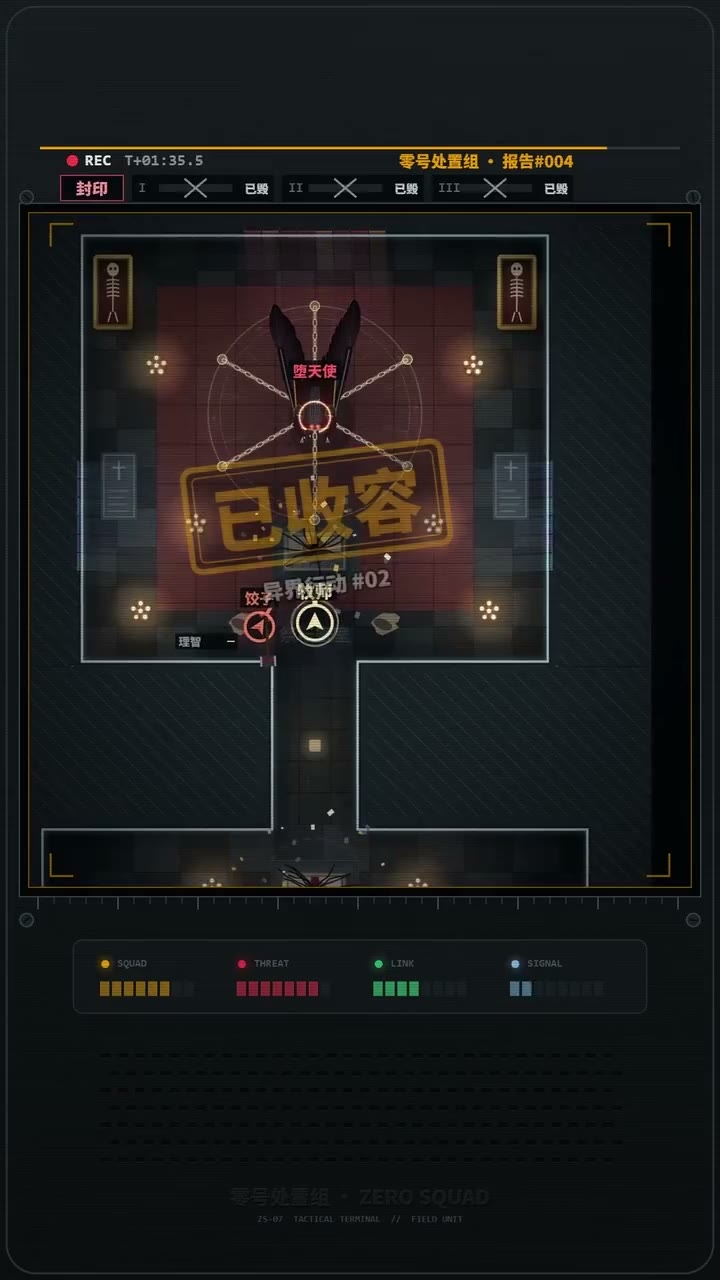 REC T+01:35.5
零号处置组 · 报告#004
封印
I 已毁
II 已毁
III 已毁
堕天使
已收容
异界行动 #02
饺子
牧师
理智
SQUAD
THREAT
LINK
SIGNAL
零号处置组 · ZERO SQUAD
ZS-07 TACTICAL TERMINAL // FIELD UNIT